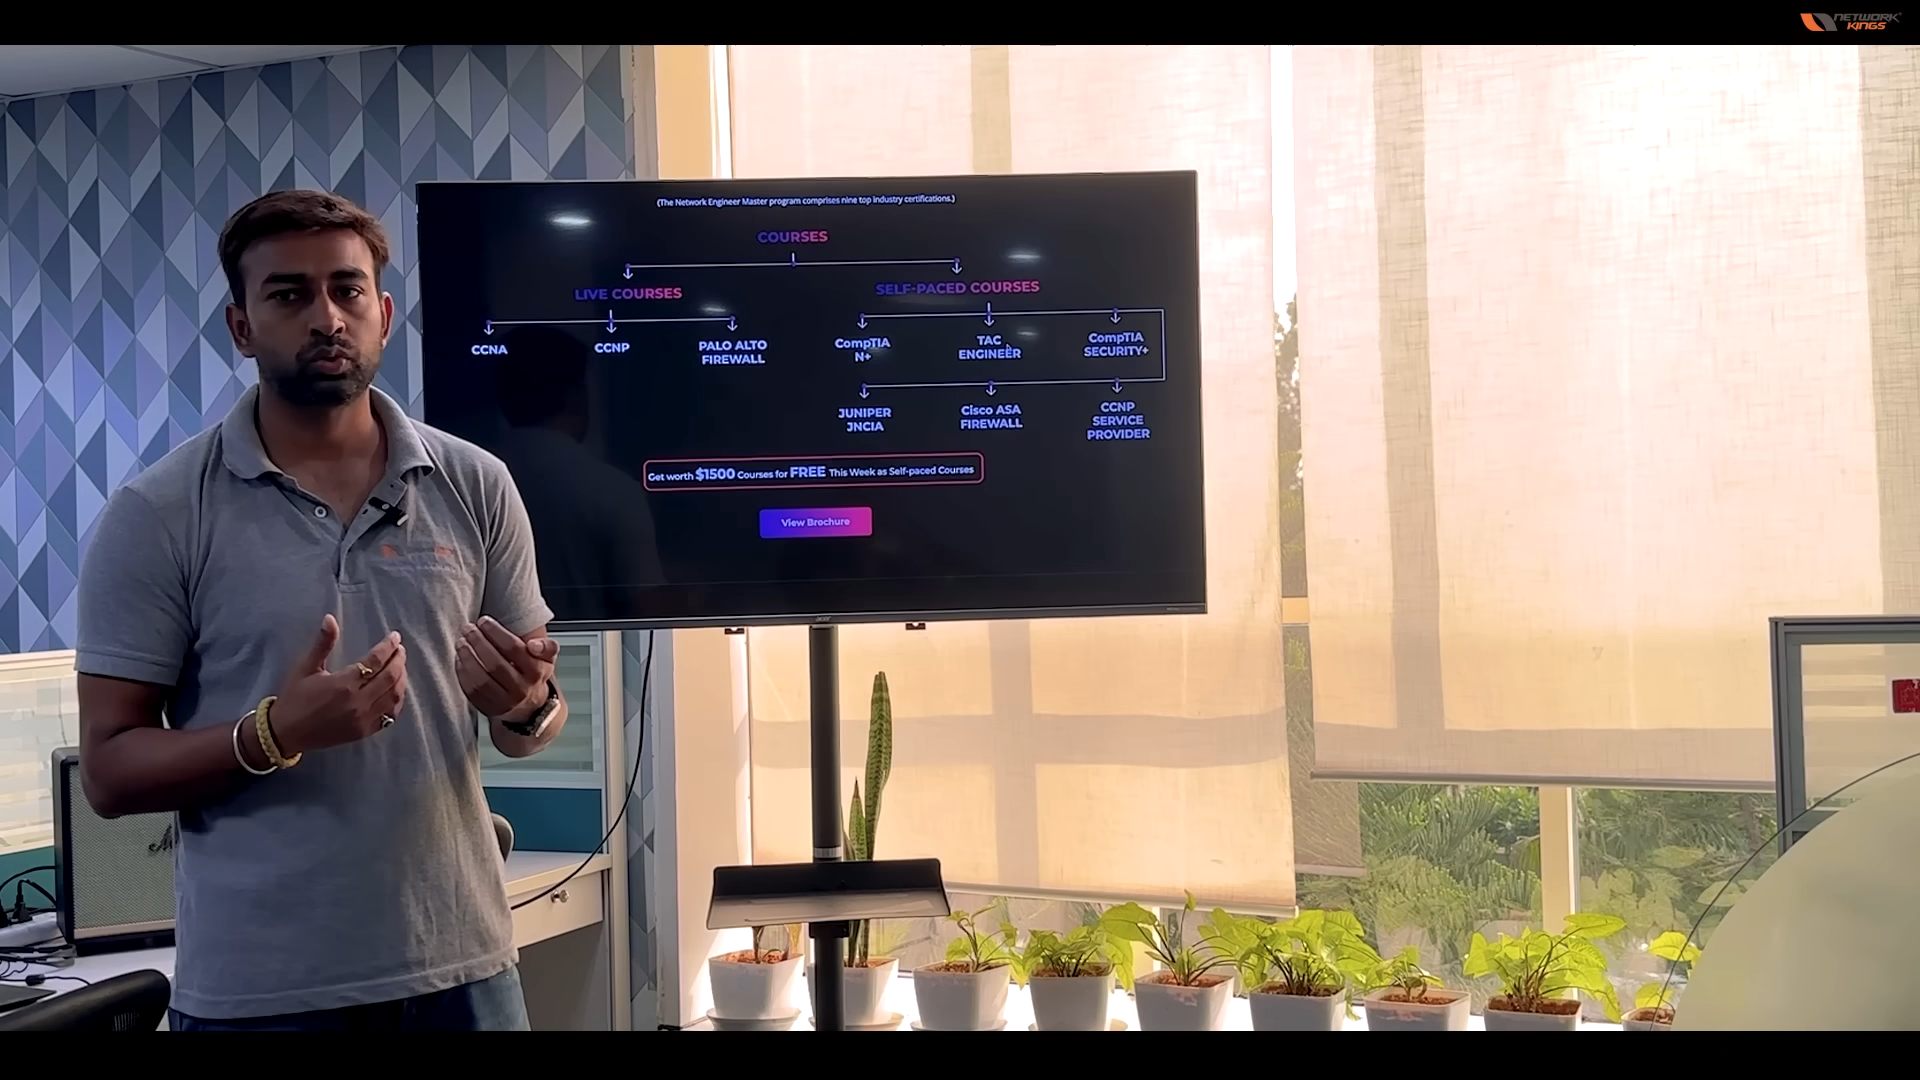 NETWORK
KINGS
(The Network Engineer Master program comprises nine top industry certifications.)
COURSES
LIVE COURSES
SELF-PACED COURSES
CCNA
CCNP
PALO ALTO
FIREWALL
CompTIA
N+
TAC
ENGINEER
CompTIA
SECURITY+
JUNIPER
JNCIA
Cisco ASA
FIREWALL
CCNP
SERVICE
PROVIDER
Get worth $1500 Courses for FREE This Week as Self-paced Courses
View Brochure
acer